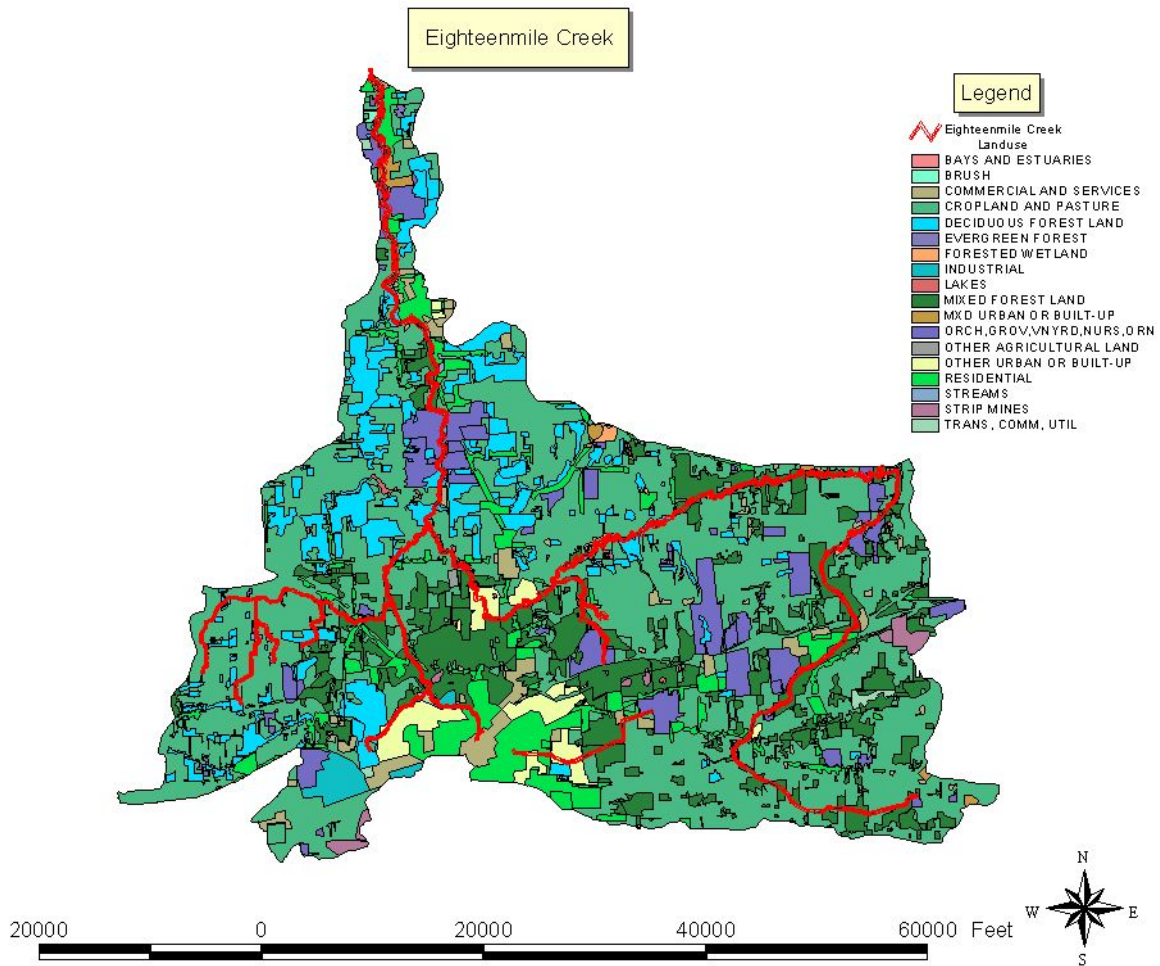 Eighteenmile Creek
Legend
Eighteenmile Creek
Landuse
BAYS AND ESTUARIES
BRUSH
COMMERCIAL AND SERVICES
CROPLAND AND PASTURE
DECIDUOUS FOREST LAND
EVERGREEN FOREST
FORESTED WETLAND
INDUSTRIAL
LAKES
MIXED FOREST LAND
MXD URBAN OR BUILT-UP
ORCH,GROV,VNYRD,NURS,ORN
OTHER AGRICULTURAL LAND
OTHER URBAN OR BUILT-UP
RESIDENTIAL
STREAMS
STRIP MINES
TRANS, COMM, UTIL
N
W E
S
20000 0 20000 40000 60000 Feet